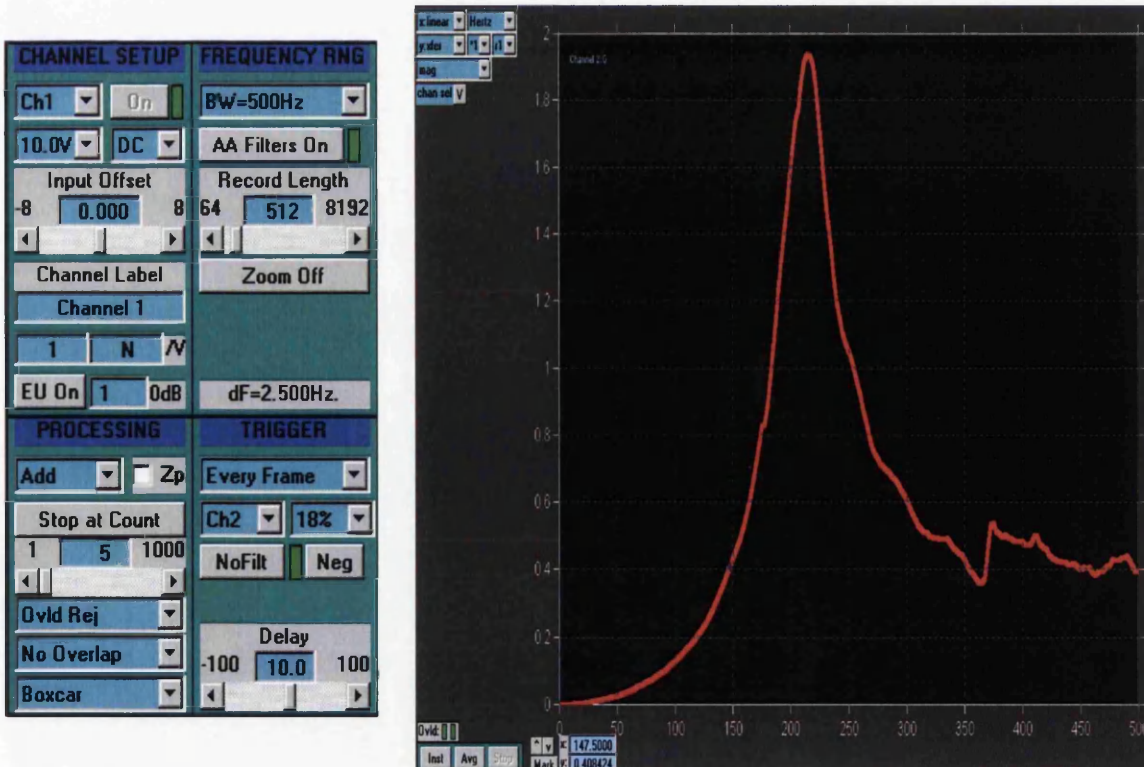 CHANNEL SETUP
Ch1 On
10.0V DC
Input Offset
-8 0.000 8
Channel Label
Channel 1
1 N /V
EU On 1 0dB
FREQUENCY RNG
BW=500Hz
AA Filters On
Record Length
64 512 8192
Zoom Off
dF=2.500Hz.
PROCESSING
Add Zp
Stop at Count
1 5 1000
Ovld Rej
No Overlap
Boxcar
TRIGGER
Every Frame
Ch2 18%
NoFilt Neg
Delay
-100 10.0 100
x:linear Hertz
mag
chan sel V
2
1.8
1.6
1.4
1.2
1
0.8
0.6
0.4
0.2
0
50 100 150 200 250 300 350 400 450
Ovld:
Inst Avg Stop
^ v x: 147.5000
Mark y: 0.408424